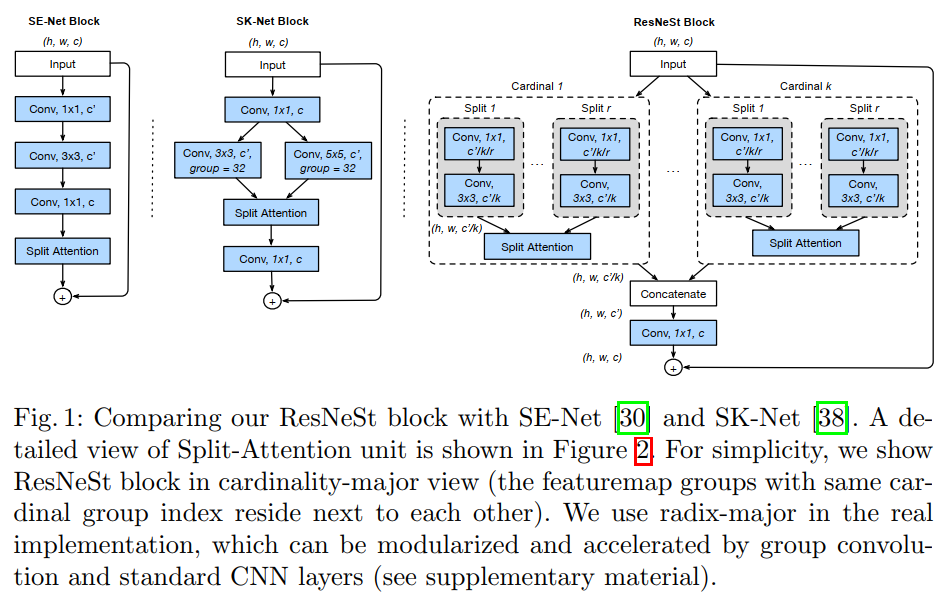 SE-Net Block
(h, w, c)
Input
Conv, 1x1, c'
Conv, 3x3, c'
Conv, 1x1, c
Split Attention
+
SK-Net Block
(h, w, c)
Input
Conv, 1x1, c
Conv, 3x3, c',
group = 32
Conv, 5x5, c',
group = 32
Split Attention
Conv, 1x1, c
+
ResNeSt Block
(h, w, c)
Input
Cardinal 1
Split 1
Conv, 1x1,
c'/k/r
Conv,
3x3, c'/k
...
Split r
Conv, 1x1,
c'/k/r
Conv,
3x3, c'/k
(h, w, c'/k)
Split Attention
...
Cardinal k
Split 1
Conv, 1x1,
c'/k/r
Conv,
3x3, c'/k
...
Split r
Conv, 1x1,
c'/k/r
Conv,
3x3, c'/k
Split Attention
(h, w, c'/k)
Concatenate
(h, w, c')
Conv, 1x1, c
(h, w, c)
+
Fig. 1: Comparing our ResNeSt block with SE-Net [30] and SK-Net [38]. A de-
tailed view of Split-Attention unit is shown in Figure 2. For simplicity, we show
ResNeSt block in cardinality-major view (the featuremap groups with same car-
dinal group index reside next to each other). We use radix-major in the real
implementation, which can be modularized and accelerated by group convolu-
tion and standard CNN layers (see supplementary material).